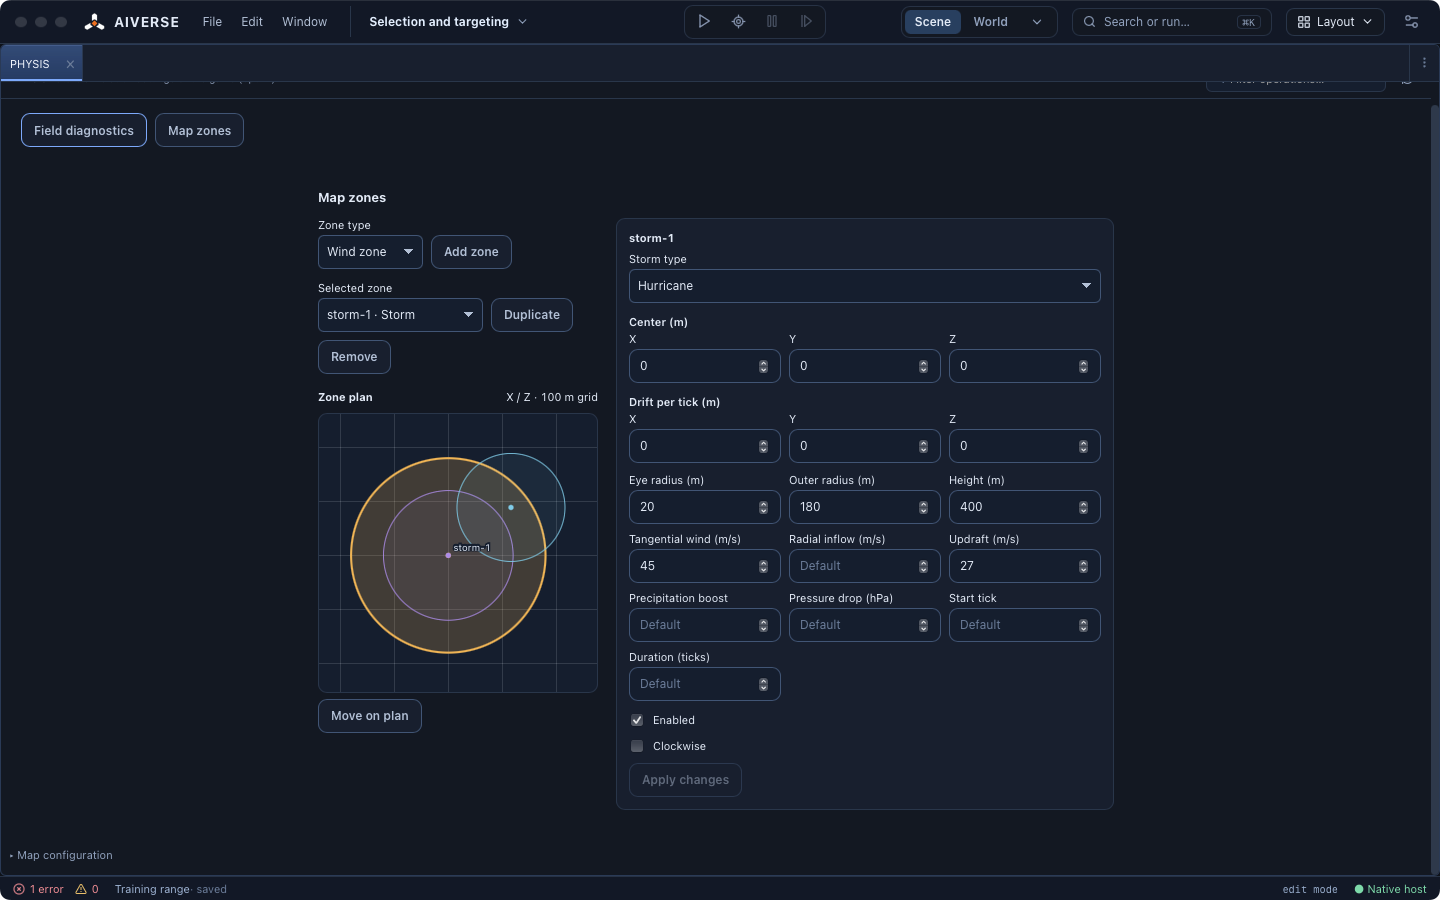 AIVERSE File Edit Window Selection and targeting Scene World Search or run... ⌘K Layout
PHYSIS
Field diagnostics Map zones
Map zones
Zone type
Wind zone Add zone
Selected zone
storm-1 · Storm Duplicate
Remove
Zone plan X / Z · 100 m grid
storm-1
Move on plan
storm-1
Storm type
Hurricane
Center (m)
X Y Z
0 0 0
Drift per tick (m)
X Y Z
0 0 0
Eye radius (m) Outer radius (m) Height (m)
20 180 400
Tangential wind (m/s) Radial inflow (m/s) Updraft (m/s)
45 Default 27
Precipitation boost Pressure drop (hPa) Start tick
Default Default Default
Duration (ticks)
Default
Enabled
Clockwise
Apply changes
Map configuration
1 error 0 Training range · saved edit mode Native host